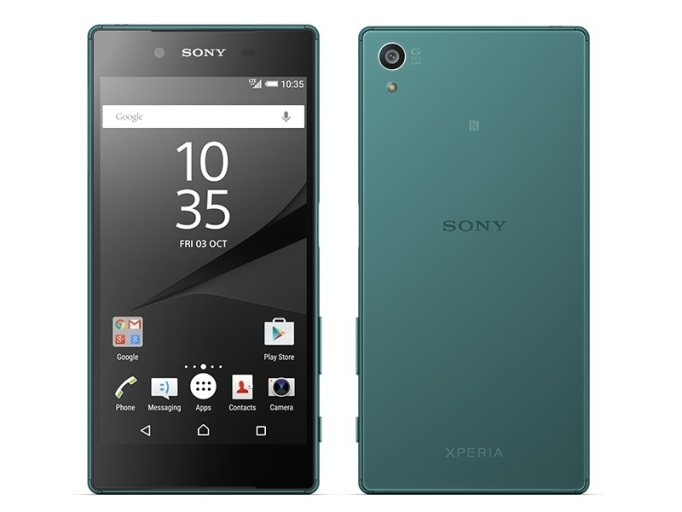 SONY
LTE 10:35
Google
10
35
FRI 03 OCT
Google
Play Store
Phone
Messaging
Apps
Contacts
Camera
SONY
XPERIA